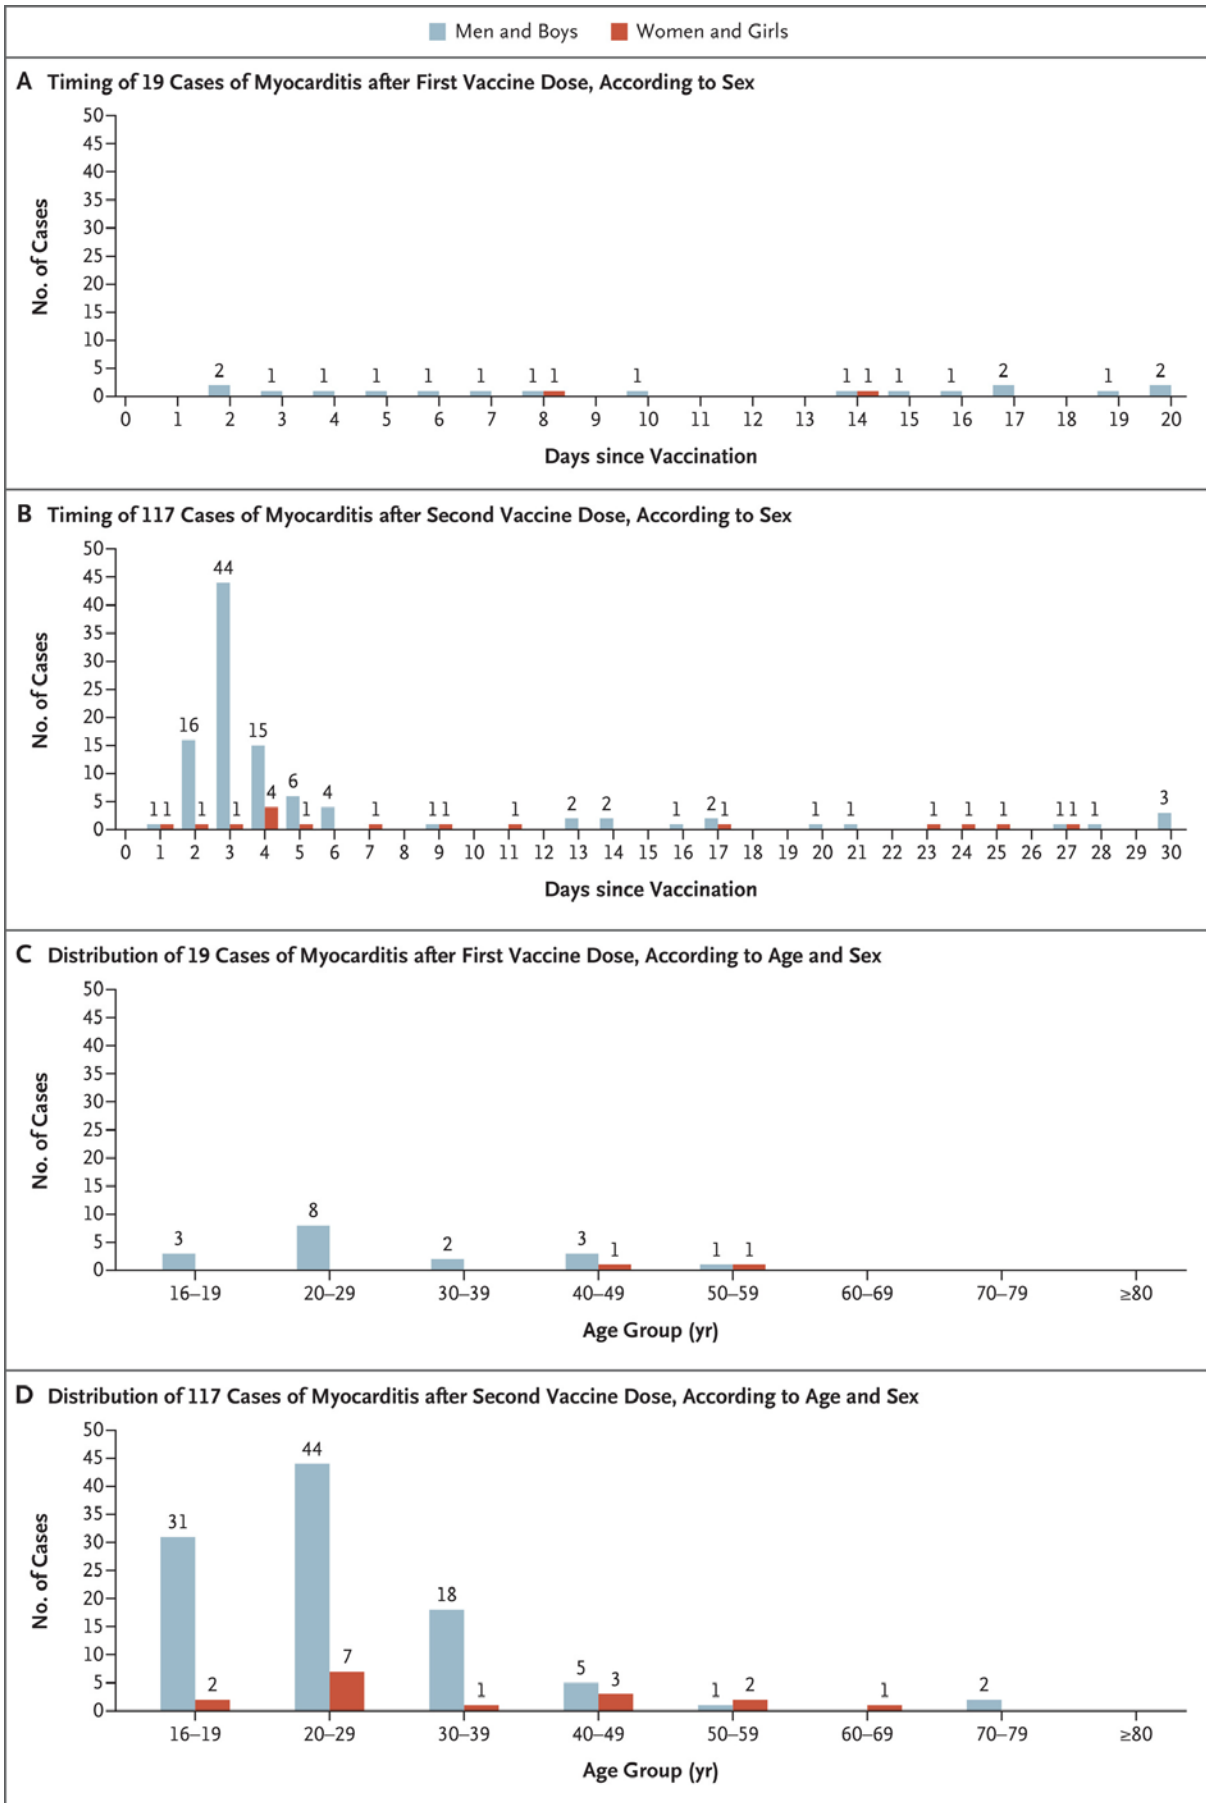 Men and Boys Women and Girls
A Timing of 19 Cases of Myocarditis after First Vaccine Dose, According to Sex
50
45
40
35
30
25
20
15
10
5
0
No. of Cases
2 1 1 1 1 1 1 1 1 1 1 1 1 2 1 2
0 1 2 3 4 5 6 7 8 9 10 11 12 13 14 15 16 17 18 19 20
Days since Vaccination
B Timing of 117 Cases of Myocarditis after Second Vaccine Dose, According to Sex
50
45
40
35
30
25
20
15
10
5
0
No. of Cases
1 1 16 1 44 1 15 4 6 1 4 1 1 1 1 2 2 1 2 1 1 1 1 1 1 1 1 1 3
0 1 2 3 4 5 6 7 8 9 10 11 12 13 14 15 16 17 18 19 20 21 22 23 24 25 26 27 28 29 30
Days since Vaccination
C Distribution of 19 Cases of Myocarditis after First Vaccine Dose, According to Age and Sex
50
45
40
35
30
25
20
15
10
5
0
No. of Cases
3 8 2 3 1 1 1
16–19 20–29 30–39 40–49 50–59 60–69 70–79 ≥80
Age Group (yr)
D Distribution of 117 Cases of Myocarditis after Second Vaccine Dose, According to Age and Sex
50
45
40
35
30
25
20
15
10
5
0
No. of Cases
31 2 44 7 18 1 5 3 1 2 1 2
16–19 20–29 30–39 40–49 50–59 60–69 70–79 ≥80
Age Group (yr)